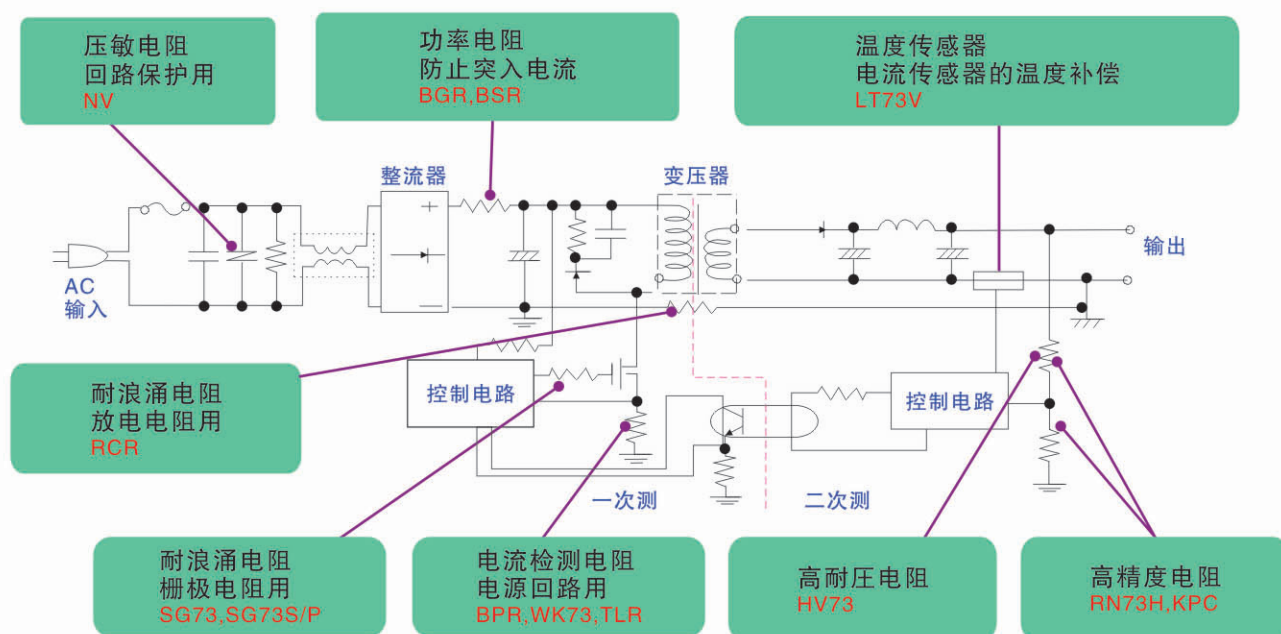 压敏电阻
回路保护用
NV
功率电阻
防止突入电流
BGR,BSR
温度传感器
电流传感器的温度补偿
LT73V
整流器
变压器
+
—
AC
输入
输出
控制电路
控制电路
耐浪涌电阻
放电电阻用
RCR
一次测
二次测
耐浪涌电阻
栅极电阻用
SG73,SG73S/P
电流检测电阻
电源回路用
BPR,WK73,TLR
高耐压电阻
HV73
高精度电阻
RN73H,KPC